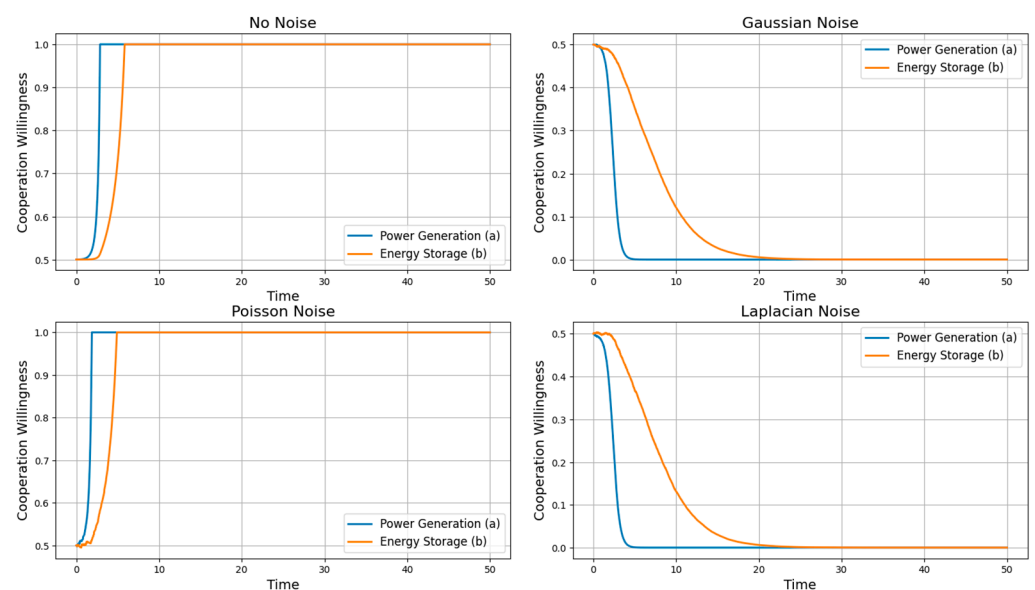 No Noise
Cooperation Willingness
1.0
0.9
0.8
0.7
0.6
0.5
Power Generation (a)
Energy Storage (b)
0 10 20 30 40 50
Time
Gaussian Noise
Cooperation Willingness
0.5
0.4
0.3
0.2
0.1
0.0
Power Generation (a)
Energy Storage (b)
0 10 20 30 40 50
Time
Poisson Noise
Cooperation Willingness
1.0
0.9
0.8
0.7
0.6
0.5
Power Generation (a)
Energy Storage (b)
0 10 20 30 40 50
Time
Laplacian Noise
Cooperation Willingness
0.5
0.4
0.3
0.2
0.1
0.0
Power Generation (a)
Energy Storage (b)
0 10 20 30 40 50
Time